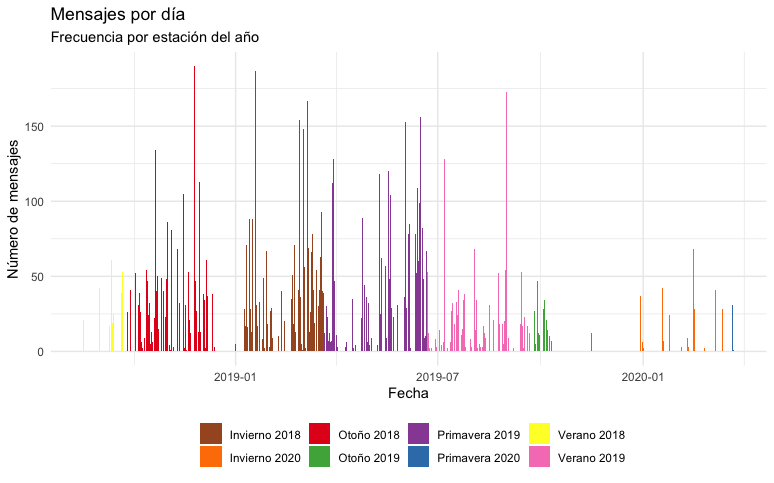 Mensajes por día
Frecuencia por estación del año
Número de mensajes
150
100
50
0
2019-01
2019-07
2020-01
Fecha
Invierno 2018
Otoño 2018
Primavera 2019
Verano 2018
Invierno 2020
Otoño 2019
Primavera 2020
Verano 2019